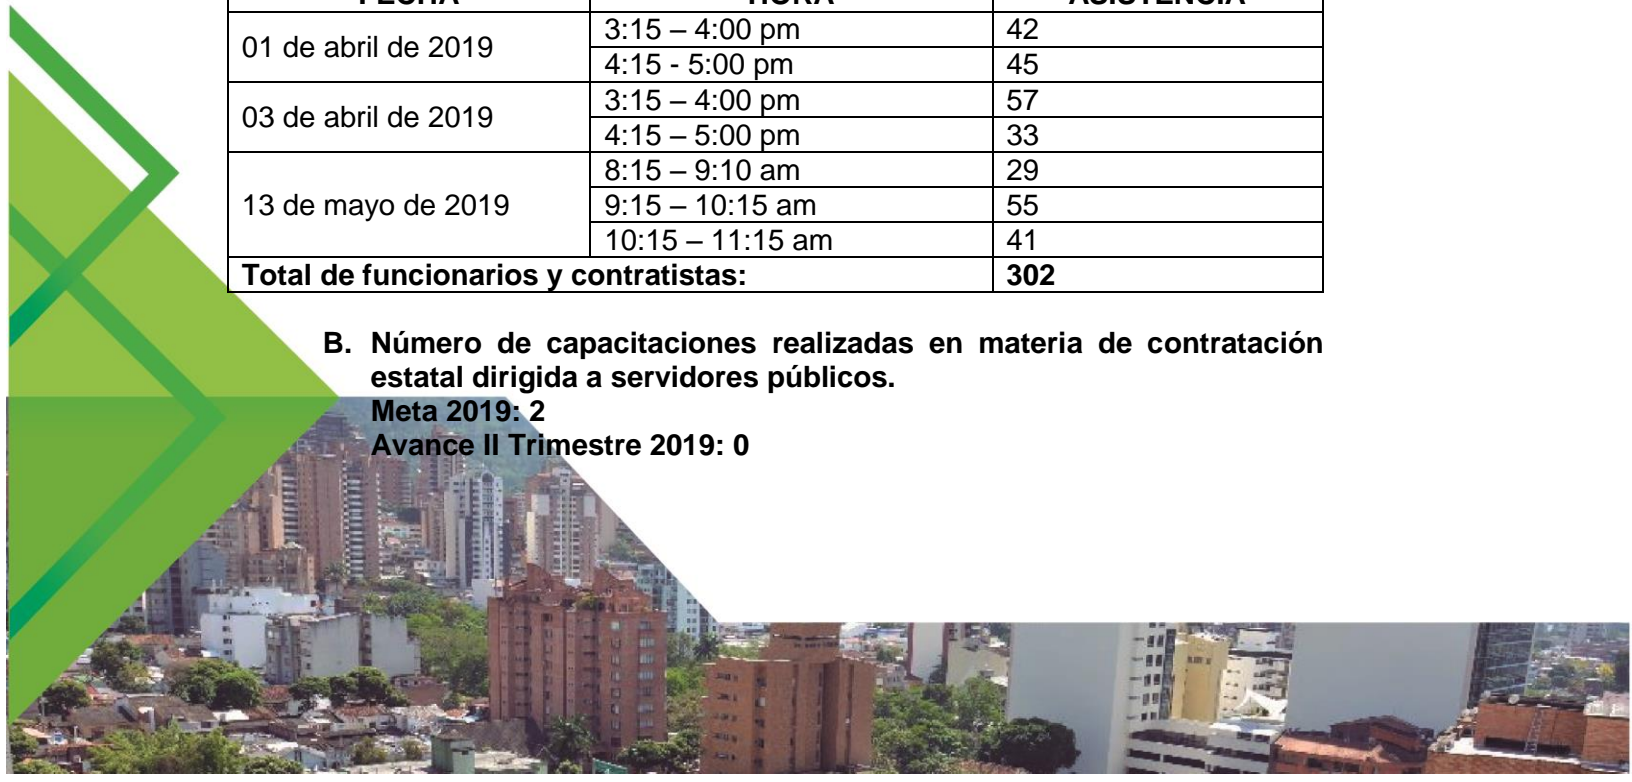 FECHA HORA ASISTENCIA
01 de abril de 2019 3:15 – 4:00 pm 42
4:15 - 5:00 pm 45
03 de abril de 2019 3:15 – 4:00 pm 57
4:15 – 5:00 pm 33
13 de mayo de 2019 8:15 – 9:10 am 29
9:15 – 10:15 am 55
10:15 – 11:15 am 41
Total de funcionarios y contratistas: 302
B. Número de capacitaciones realizadas en materia de contratación
estatal dirigida a servidores públicos.
Meta 2019: 2
Avance II Trimestre 2019: 0